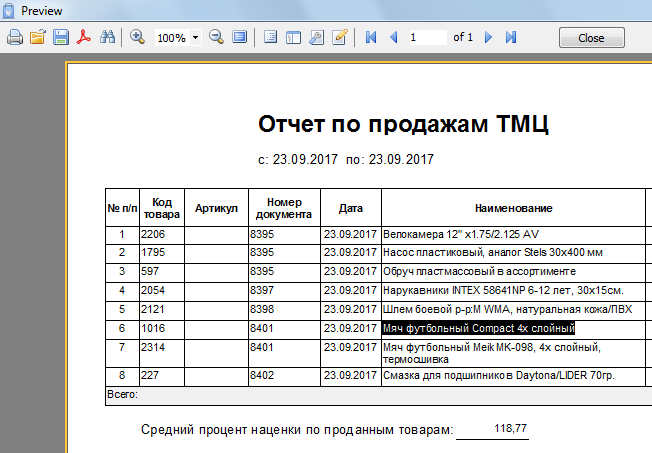 Preview
100% 1 of 1 Close
Отчет по продажам ТМЦ
с: 23.09.2017 по: 23.09.2017
№ п/п Код товара Артикул Номер документа Дата Наименование
1 2206 8395 23.09.2017 Велокамера 12" x1.75/2.125 AV
2 1795 8395 23.09.2017 Насос пластиковый, аналог Stels 30x400 мм
3 597 8395 23.09.2017 Обруч пластмассовый в ассортименте
4 2054 8397 23.09.2017 Нарукавники INTEX 58641NP 6-12 лет, 30x15см.
5 2121 8398 23.09.2017 Шлем боевой р-р:M WMA, натуральная кожа/ПВХ
6 1016 8401 23.09.2017 Мяч футбольный Compact 4x слойный
7 2314 8401 23.09.2017 Мяч футбольный Meik MK-098, 4x слойный,
термосшивка
8 227 8402 23.09.2017 Смазка для подшипников Daytona/LIDER 70гр.
Всего:
Средний процент наценки по проданным товарам: 118,77